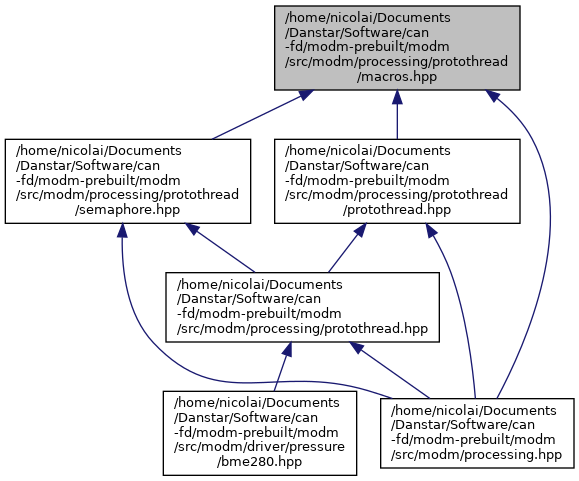 /home/nicolai/Documents
/Danstar/Software/can
-fd/modm-prebuilt/modm
/src/modm/processing/protothread
/macros.hpp
/home/nicolai/Documents
/Danstar/Software/can
-fd/modm-prebuilt/modm
/src/modm/processing/protothread
/semaphore.hpp
/home/nicolai/Documents
/Danstar/Software/can
-fd/modm-prebuilt/modm
/src/modm/processing/protothread
/protothread.hpp
/home/nicolai/Documents
/Danstar/Software/can
-fd/modm-prebuilt/modm
/src/modm/processing/protothread.hpp
/home/nicolai/Documents
/Danstar/Software/can
-fd/modm-prebuilt/modm
/src/modm/driver/pressure
/bme280.hpp
/home/nicolai/Documents
/Danstar/Software/can
-fd/modm-prebuilt/modm
/src/modm/processing.hpp